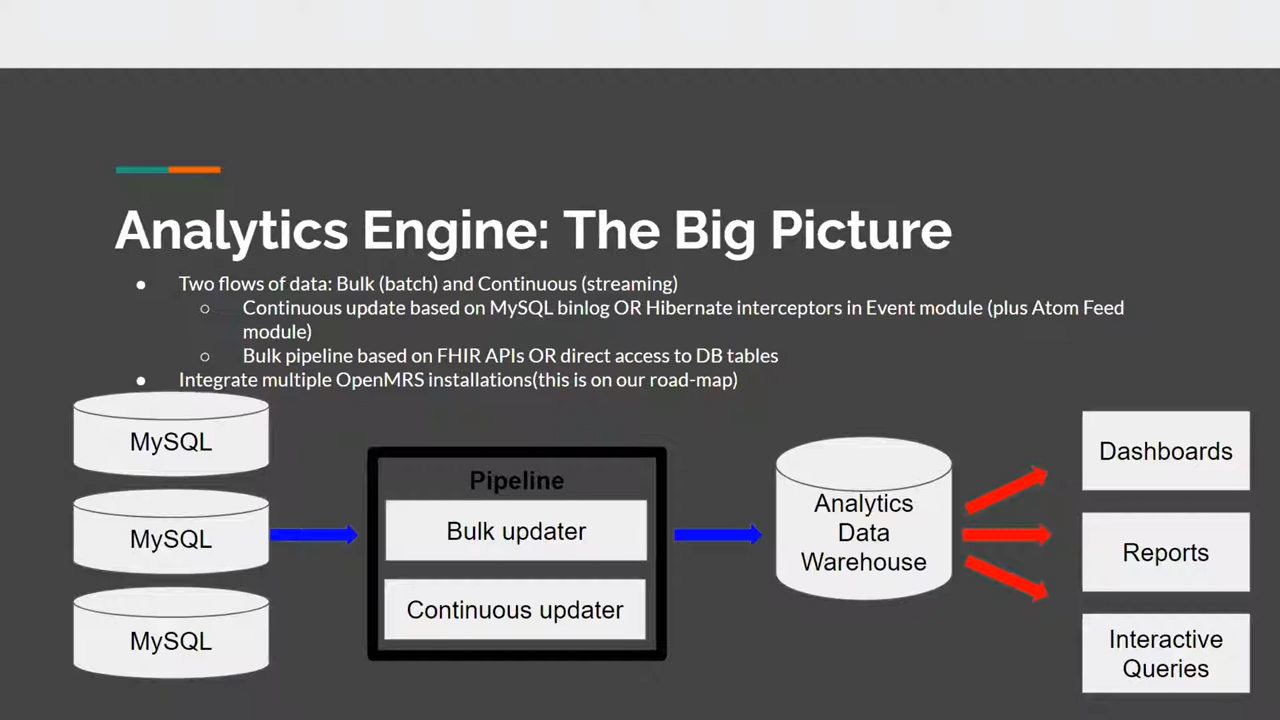 Analytics Engine: The Big Picture
● Two flows of data: Bulk (batch) and Continuous (streaming)
○ Continuous update based on MySQL binlog OR Hibernate interceptors in Event module (plus Atom Feed
module)
○ Bulk pipeline based on FHIR APIs OR direct access to DB tables
● Integrate multiple OpenMRS installations(this is on our road-map)
MySQL
MySQL
MySQL
Pipeline
Bulk updater
Continuous updater
Analytics
Data
Warehouse
Dashboards
Reports
Interactive
Queries